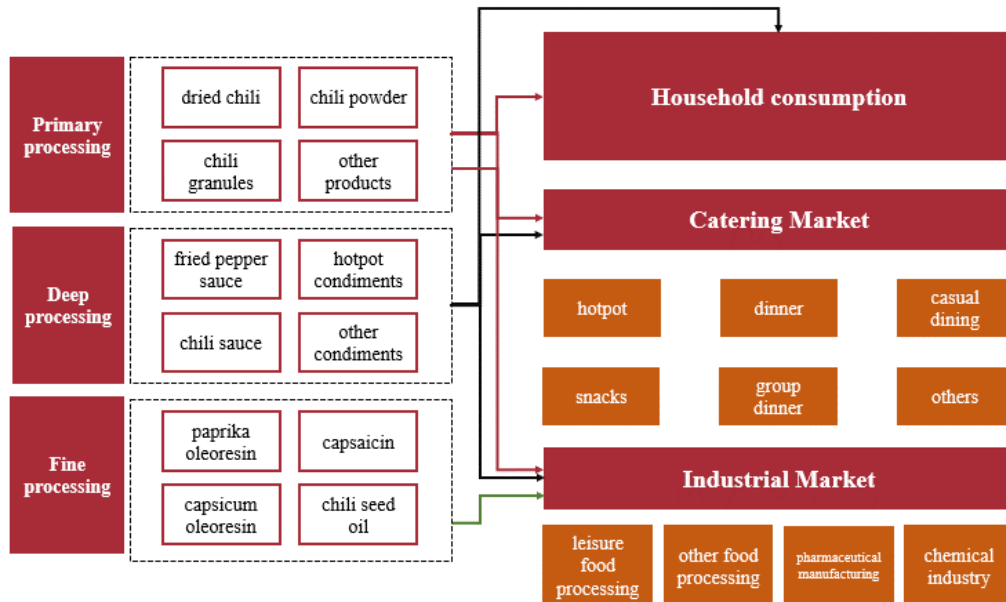 Primary
processing
dried chili
chili powder
chili
granules
other
products
Deep
processing
fried pepper
sauce
hotpot
condiments
chili sauce
other
condiments
Fine
processing
paprika
oleoresin
capsaicin
capsicum
oleoresin
chili seed
oil
Household consumption
Catering Market
hotpot
dinner
casual
dining
snacks
group
dinner
others
Industrial Market
leisure
food
processing
other food
processing
pharmaceutical
manufacturing
chemical
industry